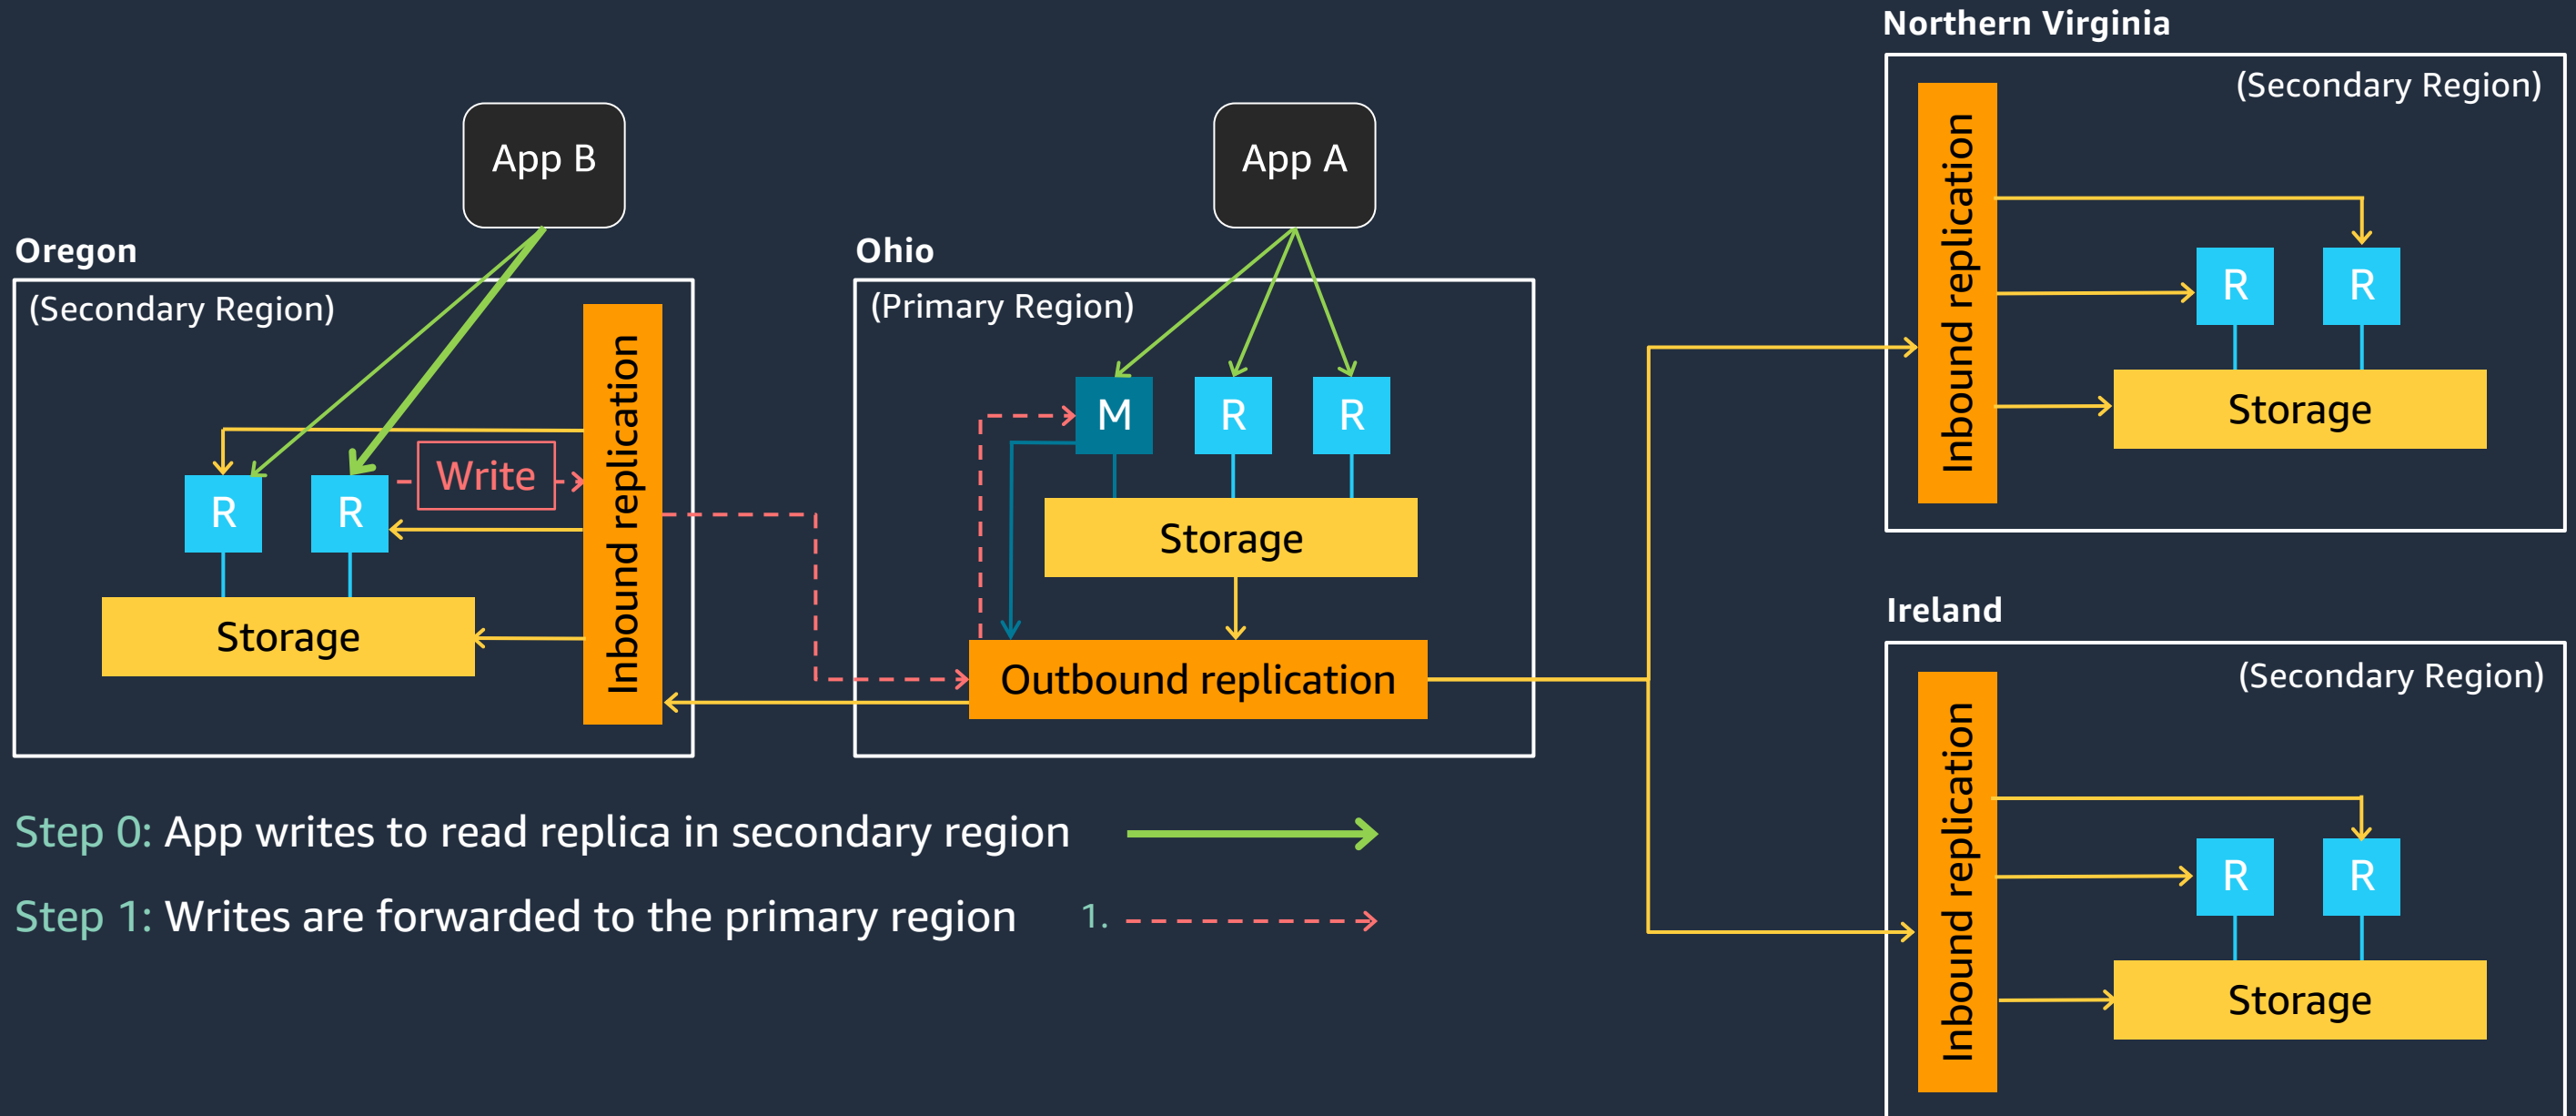 App B
Oregon
(Secondary Region)
Inbound replication
Write
R
R
Storage
App A
Ohio
(Primary Region)
M
R
R
Storage
Outbound replication
Northern Virginia
(Secondary Region)
Inbound replication
R
R
Storage
Ireland
(Secondary Region)
Inbound replication
R
R
Storage
Step 0: App writes to read replica in secondary region
Step 1: Writes are forwarded to the primary region 1.